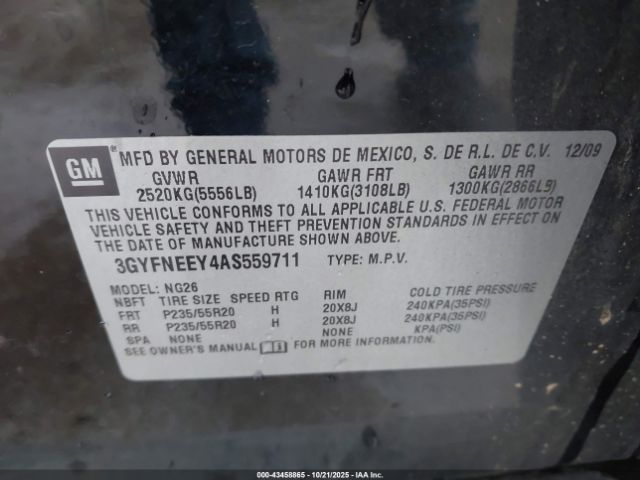 GM
MFD BY GENERAL MOTORS DE MEXICO, S. DE R.L. DE C.V. 12/09
GVWR GAWR FRT GAWR RR
2520KG(5556LB) 1410KG(3108LB) 1300KG(2866LB)
THIS VEHICLE CONFORMS TO ALL APPLICABLE U.S. FEDERAL MOTOR
VEHICLE SAFETY AND THEFT PREVENTION STANDARDS IN EFFECT ON
THE DATE OF MANUFACTURE SHOWN ABOVE.
3GYFNEEY4AS559711 TYPE: M.P.V.
MODEL: NG26
NBFT TIRE SIZE SPEED RTG RIM COLD TIRE PRESSURE
FRT P235/55R20 H 20X8J 240KPA(35PSI)
RR P235/55R20 H 20X8J 240KPA(35PSI)
SPA NONE - NONE KPA(PSI)
SEE OWNER'S MANUAL FOR MORE INFORMATION.
000-43458865 - 10/21/2025 - IAAI.COM